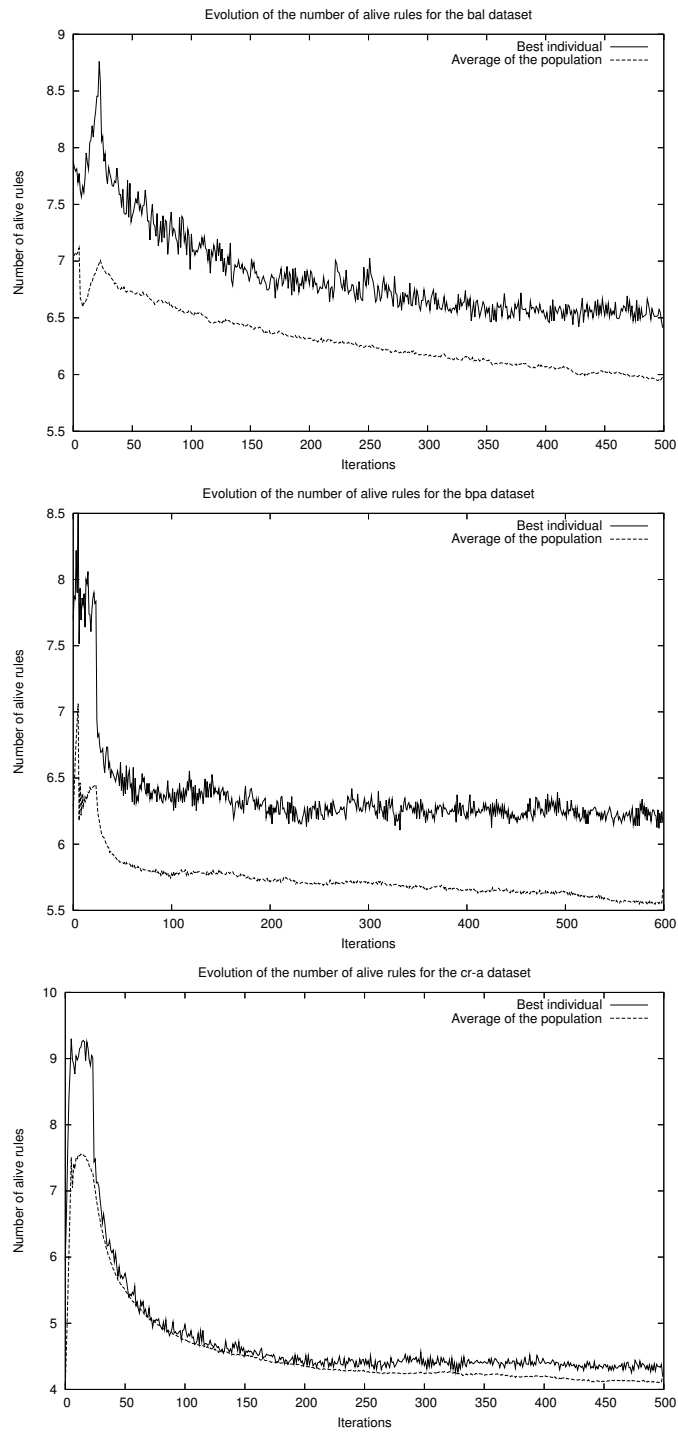 Evolution of the number of alive rules for the bal dataset
Best individual
Average of the population
Number of alive rules
9
8.5
8
7.5
7
6.5
6
5.5
0 50 100 150 200 250 300 350 400 450 500
Iterations
Evolution of the number of alive rules for the bpa dataset
Best individual
Average of the population
Number of alive rules
8.5
8
7.5
7
6.5
6
5.5
0 100 200 300 400 500 600
Iterations
Evolution of the number of alive rules for the cr-a dataset
Best individual
Average of the population
Number of alive rules
10
9
8
7
6
5
4
0 50 100 150 200 250 300 350 400 450 500
Iterations